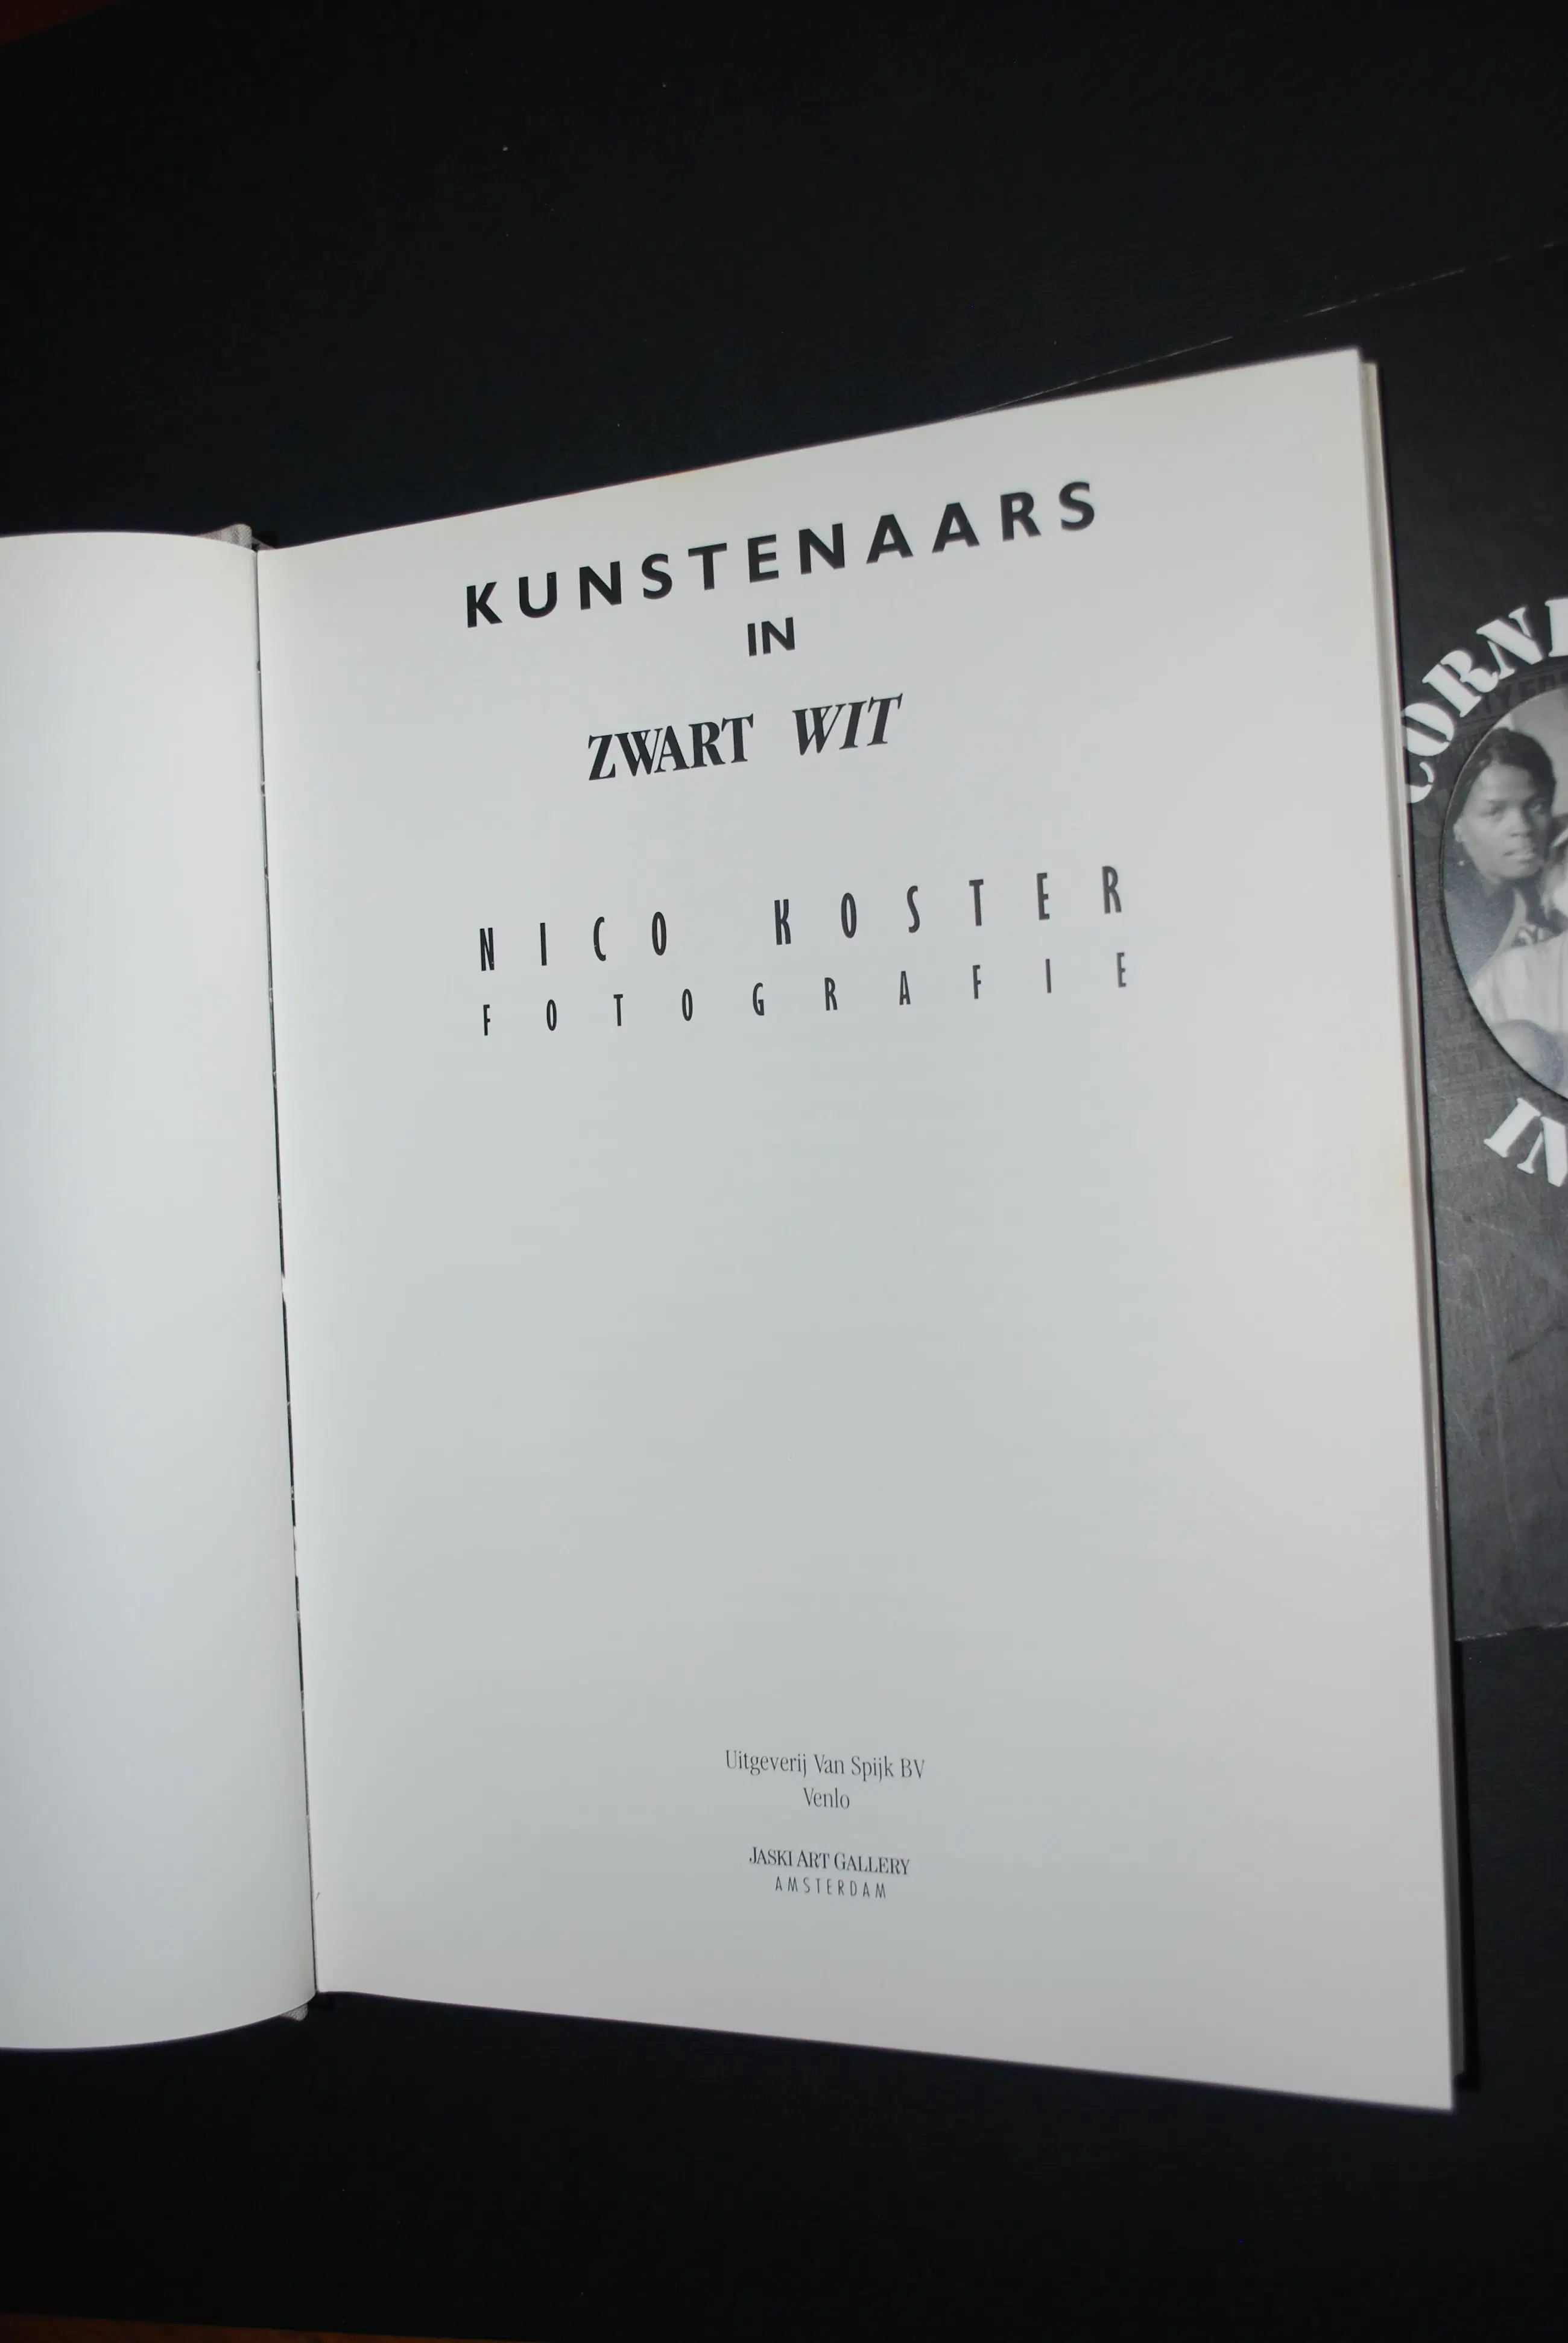 KUNSTENAARS
IN
ZWART WIT
NICO KOSTER
FOTOGRAFIE
Uitgeverij Van Spijk BV
Venlo
JASKI ART GALLERY
AMSTERDAM